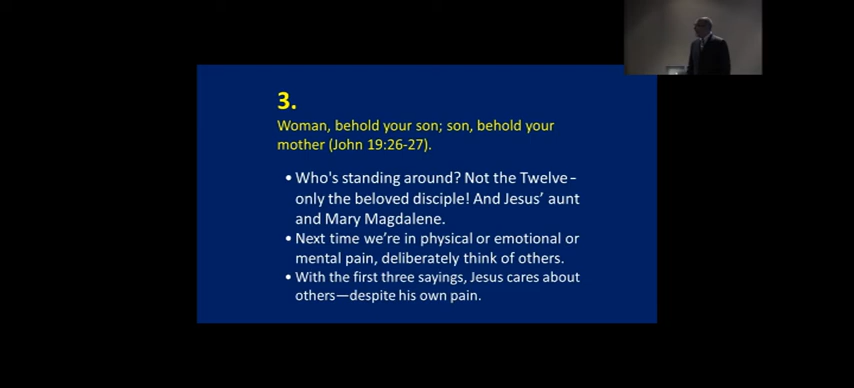 3.
Woman, behold your son; son, behold your
mother (John 19:26-27).
• Who's standing around? Not the Twelve–
only the beloved disciple! And Jesus’ aunt
and Mary Magdalene.
• Next time we’re in physical or emotional or
mental pain, deliberately think of others.
• With the first three sayings, Jesus cares about
others—despite his own pain.